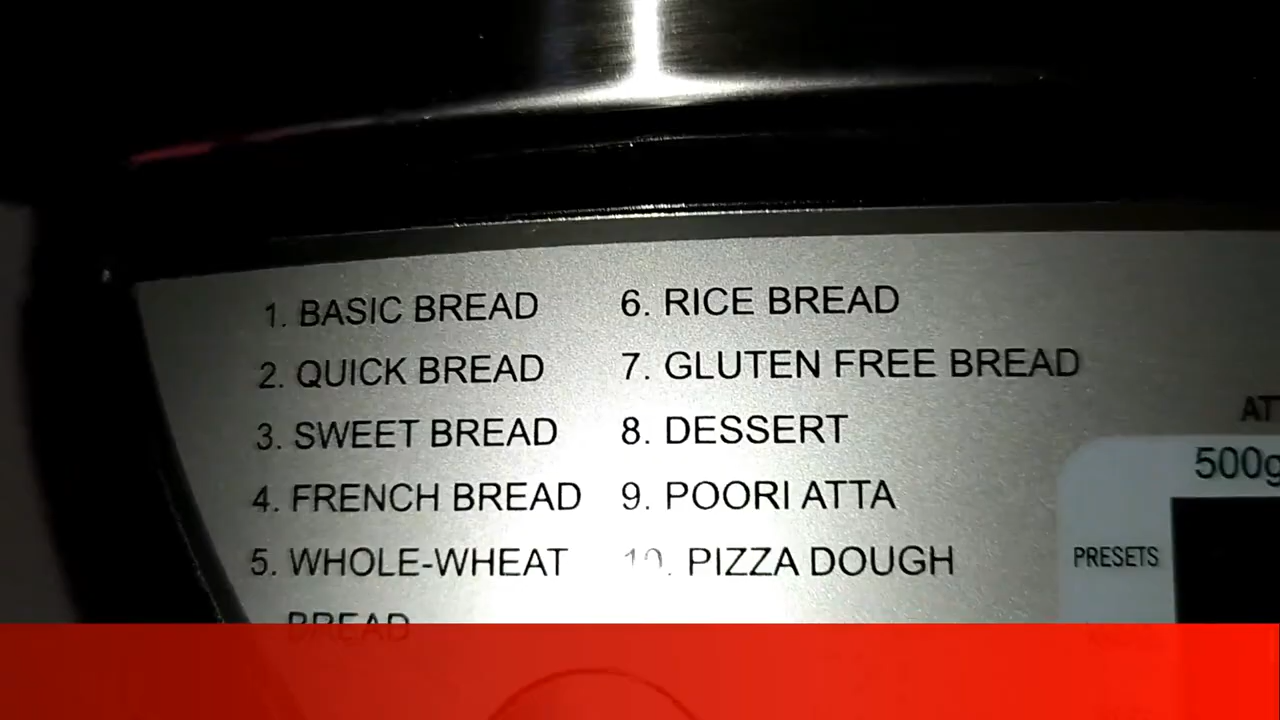 1. BASIC BREAD
2. QUICK BREAD
3. SWEET BREAD
4. FRENCH BREAD
5. WHOLE-WHEAT
BREAD
6. RICE BREAD
7. GLUTEN FREE BREAD
8. DESSERT
9. POORI ATTA
10. PIZZA DOUGH
500g
PRESETS